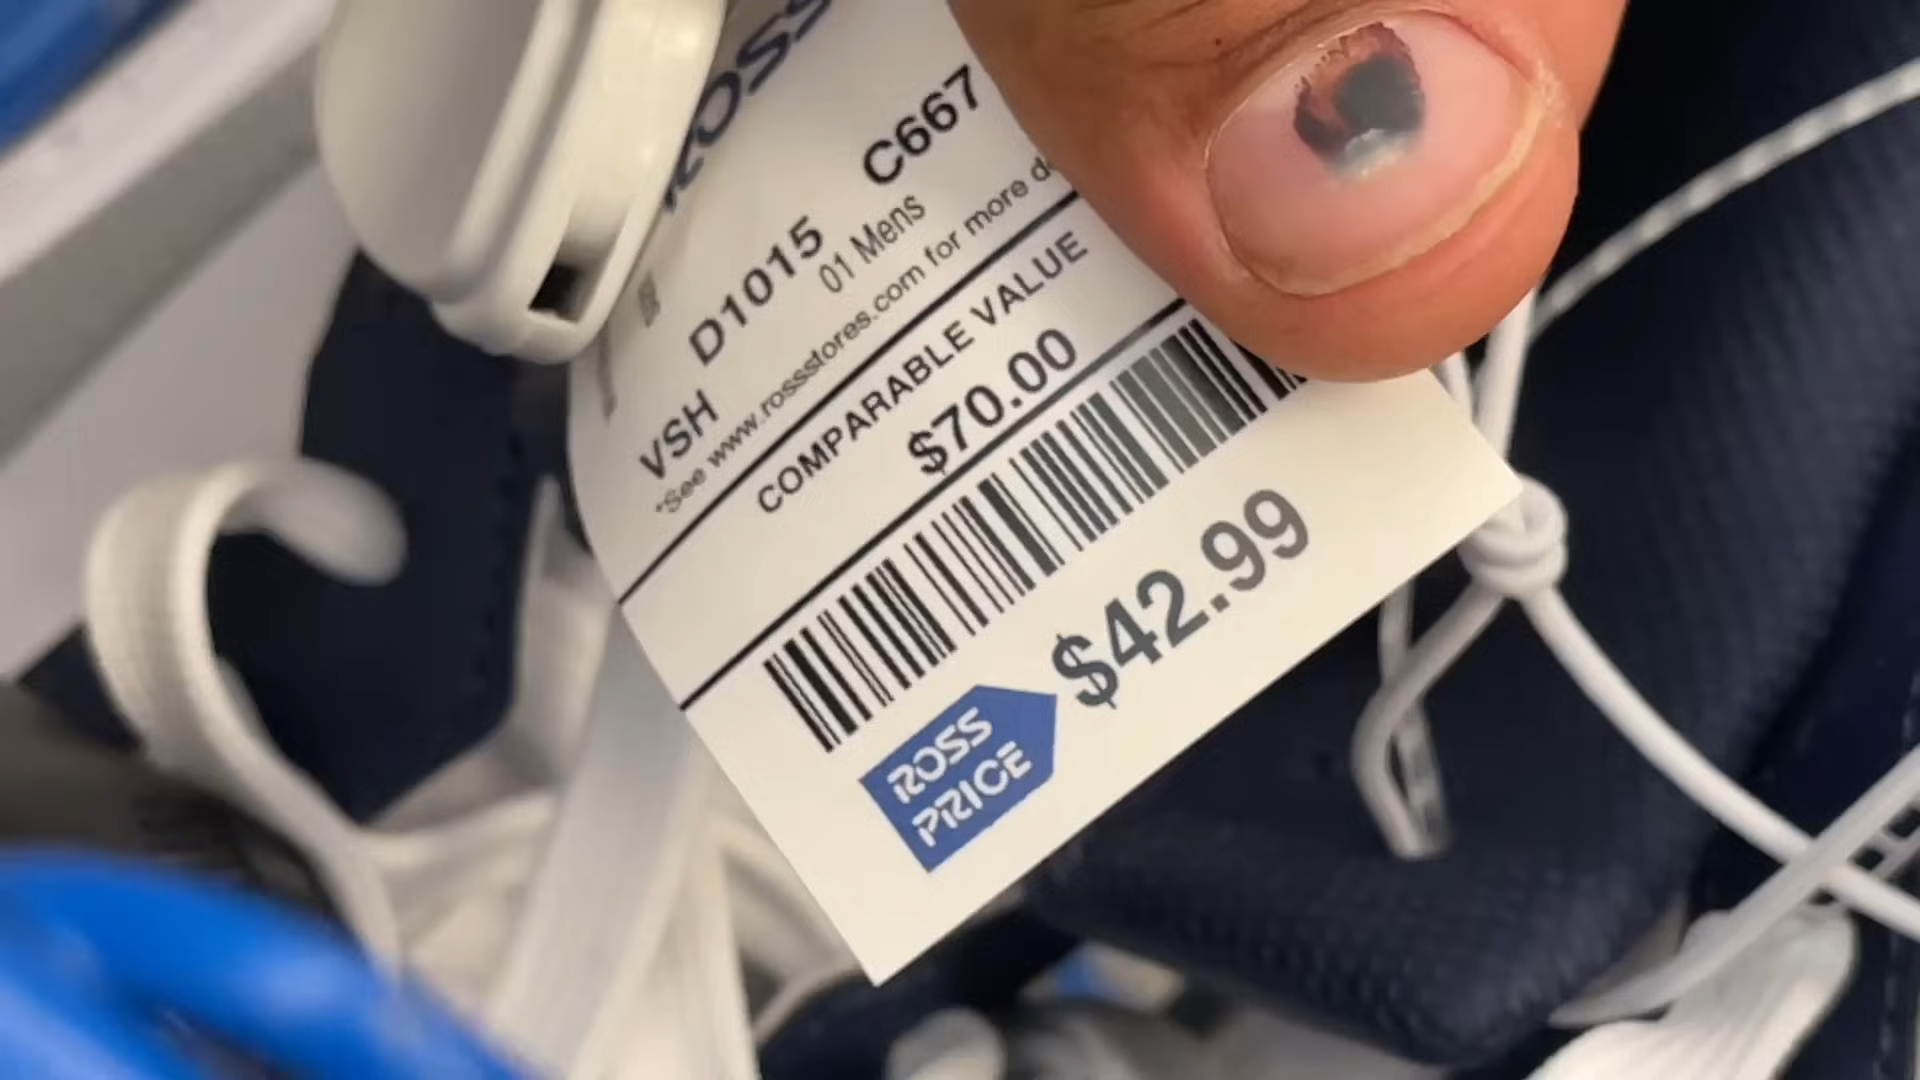 ROSS
D1015 C667
VSH 01 Mens
*See www.rossstores.com for more
COMPARABLE VALUE
$70.00
$42.99
ROSS
PRICE